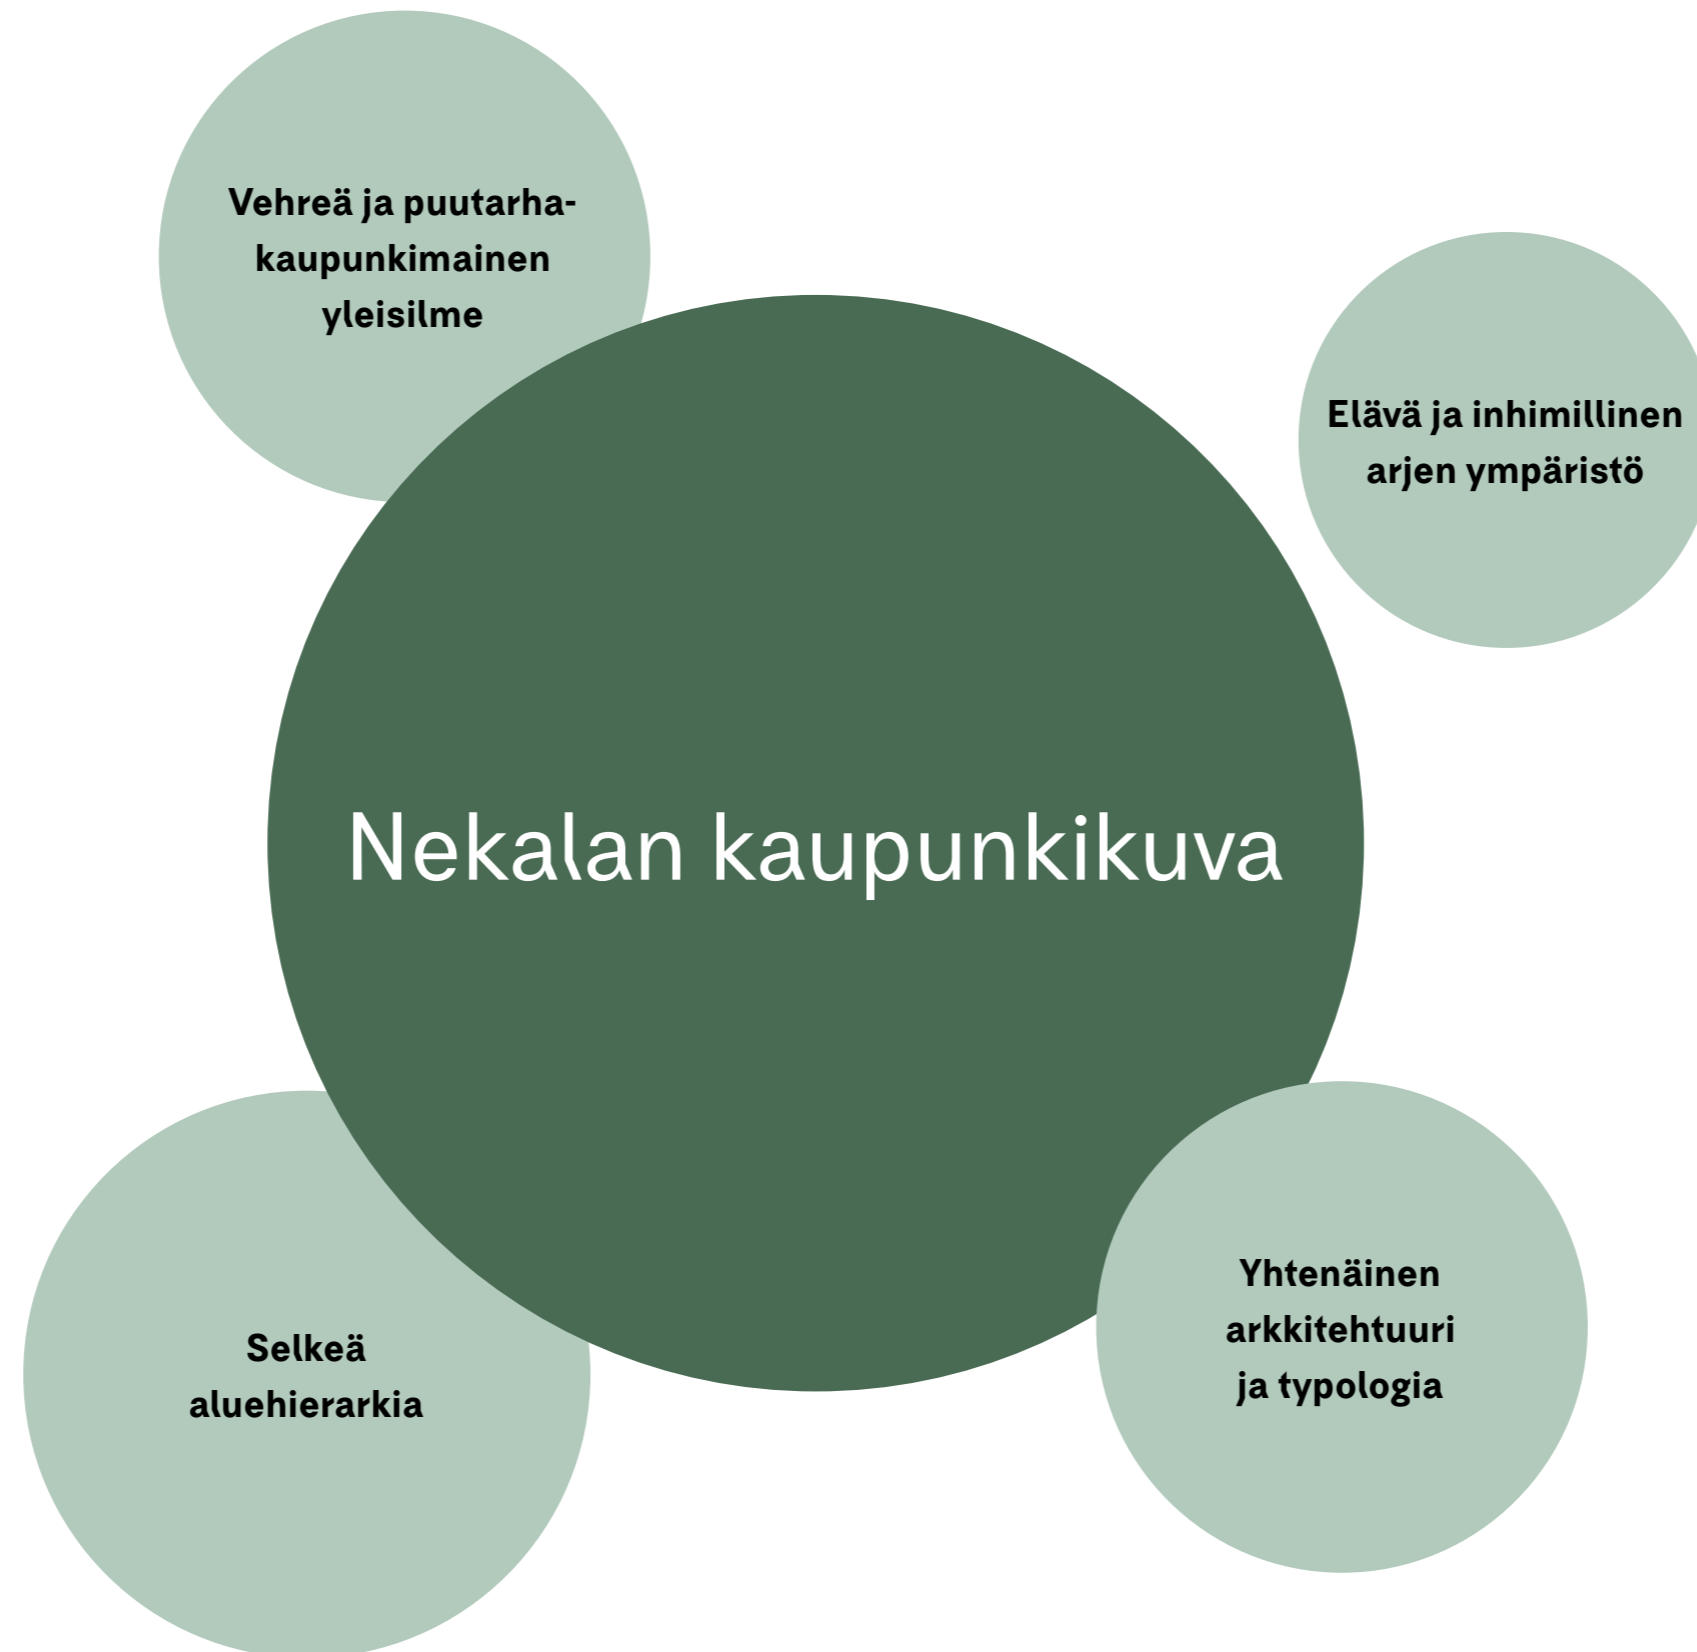 Vehreä ja puutarha-
kaupunkimainen
yleisilme
Elävä ja inhimillinen
arjen ympäristö
Nekalan kaupunkikuva
Selkeä
aluehierarkia
Yhtenäinen
arkkitehtuuri
ja typologia